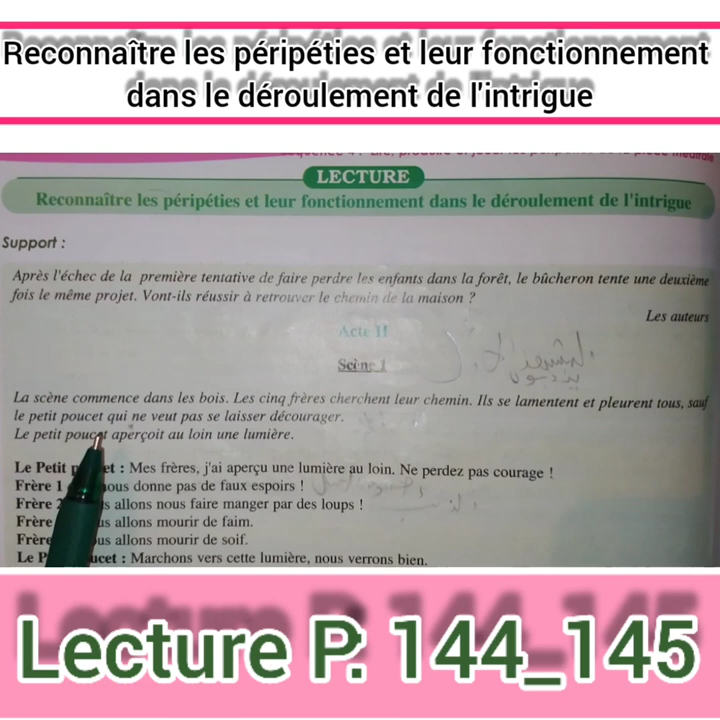 Reconnaître les péripéties et leur fonctionnement
dans le déroulement de l'intrigue
LECTURE
Reconnaître les péripéties et leur fonctionnement dans le déroulement de l'intrigue
Support :
Après l'échec de la première tentative de faire perdre les enfants dans la forêt, le bûcheron tente une deuxième
fois le même projet. Vont-ils réussir à retrouver le chemin de la maison ?
Les auteurs
Acte II
Scène 1
La scène commence dans les bois. Les cinq frères cherchent leur chemin. Ils se lamentent et pleurent tous, sauf
le petit poucet qui ne veut pas se laisser décourager.
Le petit poucet aperçoit au loin une lumière.
Le Petit et : Mes frères, j'ai aperçu une lumière au loin. Ne perdez pas courage !
Frère 1 nous donne pas de faux espoirs !
Frère 2 allons nous faire manger par des loups !
Frère allons mourir de faim.
Frère allons mourir de soif.
Le P ucet : Marchons vers cette lumière, nous verrons bien.
Lecture P. 144_145